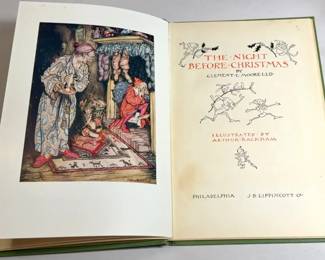 THE·NIGHT
BEFORE·CHRISTMAS
BY
CLEMENT·C·MOORE LL.D
ILLUSTRATED BY
ARTHUR·RACKHAM
PHILADELPHIA J·B·LIPPINCOTT Co